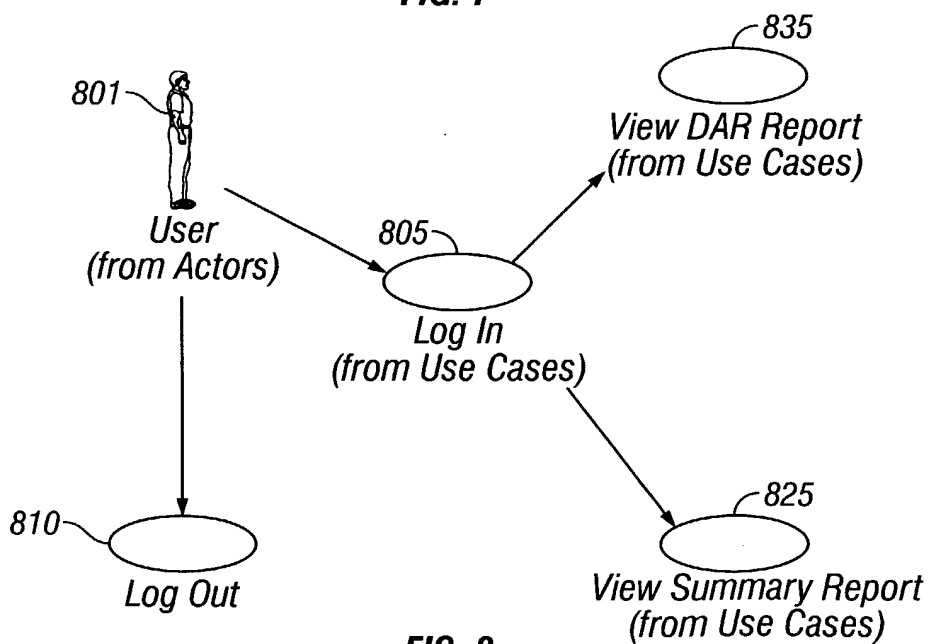 835
801
View DAR Report
(from Use Cases)
User
(from Actors)
805
Log In
(from Use Cases)
810
Log Out
825
View Summary Report
(from Use Cases)